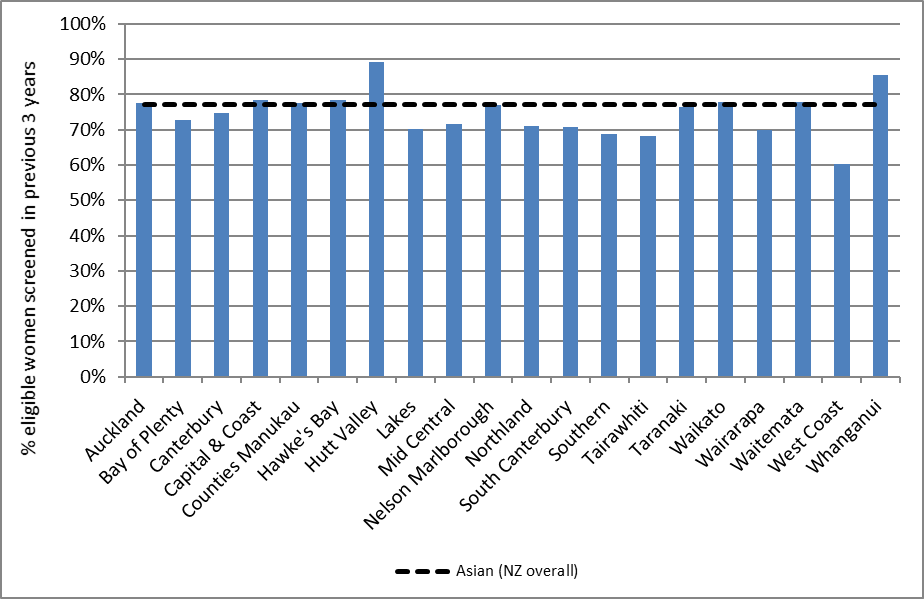 % eligible women screened in previous 3 years
100%
90%
80%
70%
60%
50%
40%
30%
20%
10%
0%
Auckland
Bay of Plenty
Canterbury
Capital & Coast
Counties Manukau
Hawke's Bay
Hutt Valley
Lakes
Mid Central
Nelson Marlborough
Northland
South Canterbury
Southern
Tairawhiti
Taranaki
Waikato
Wairarapa
Waitemata
West Coast
Whanganui
Asian (NZ overall)